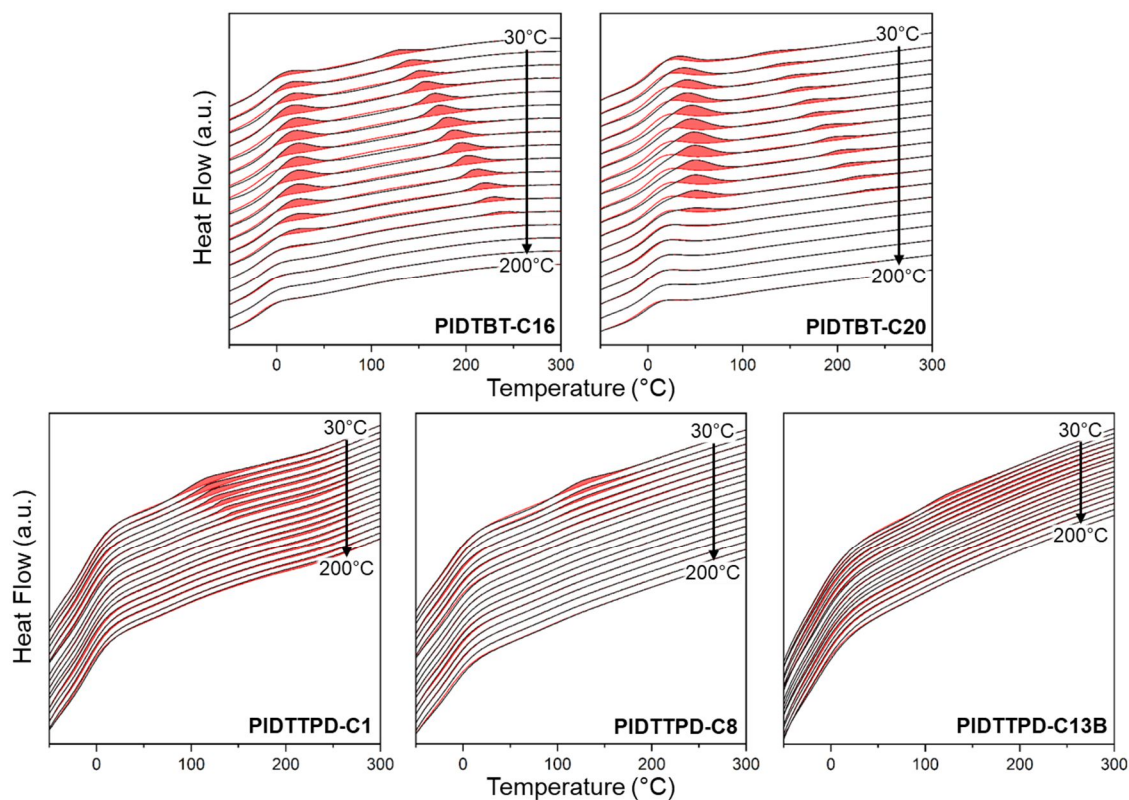 Heat Flow (a.u.)
30°C
200°C
PIDTBT-C16
0 100 200 300
30°C
200°C
PIDTBT-C20
0 100 200 300
Temperature (°C)
Heat Flow (a.u.)
30°C
200°C
PIDTTPD-C1
0 100 200 300
30°C
200°C
PIDTTPD-C8
0 100 200 300
30°C
200°C
PIDTTPD-C13B
0 100 200 300
Temperature (°C)